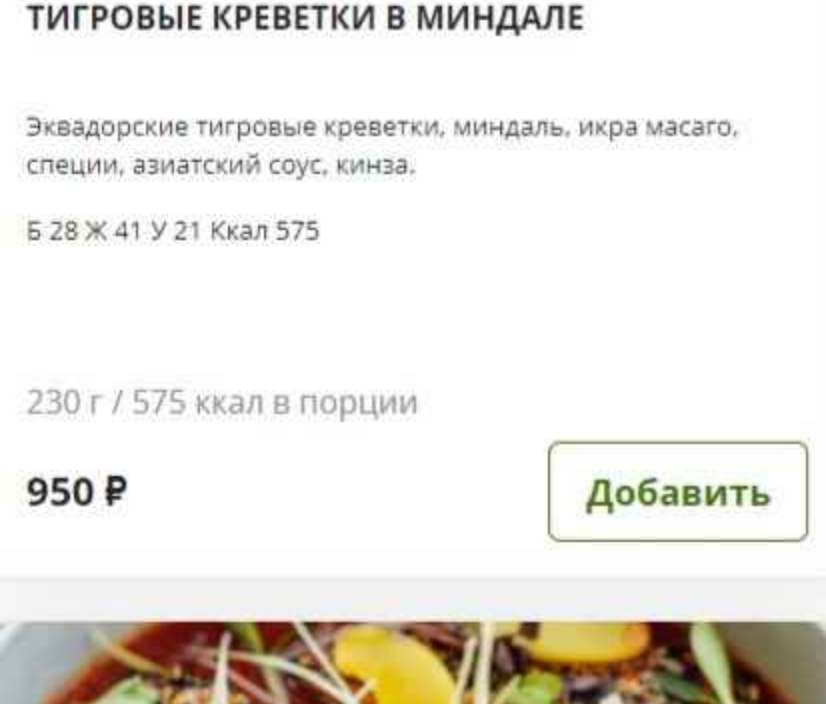 ТИГРОВЫЕ КРЕВЕТКИ В МИНДАЛЕ
Эквадорские тигровые креветки, миндаль, икра масаго,
специи, азиатский соус, кинза.
Б 28 Ж 41 У 21 Ккал 575
230 г / 575 ккал в порции
950 ₽
Добавить